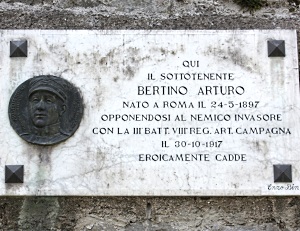 QUI
IL SOTTOTENENTE
BERTINO ARTURO
NATO A ROMA IL 24-5-1897
OPPONENDOSI AL NEMICO INVASORE
CON LA III BATT. VIII REG. ART. CAMPAGNA
IL 30-10-1917
EROICAMENTE CADDE